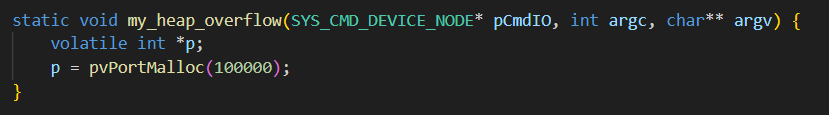 static void my_heap_overflow(SYS_CMD_DEVICE_NODE* pCmdIO, int argc, char** argv) {
    volatile int *p;
    p = pvPortMalloc(100000);
}